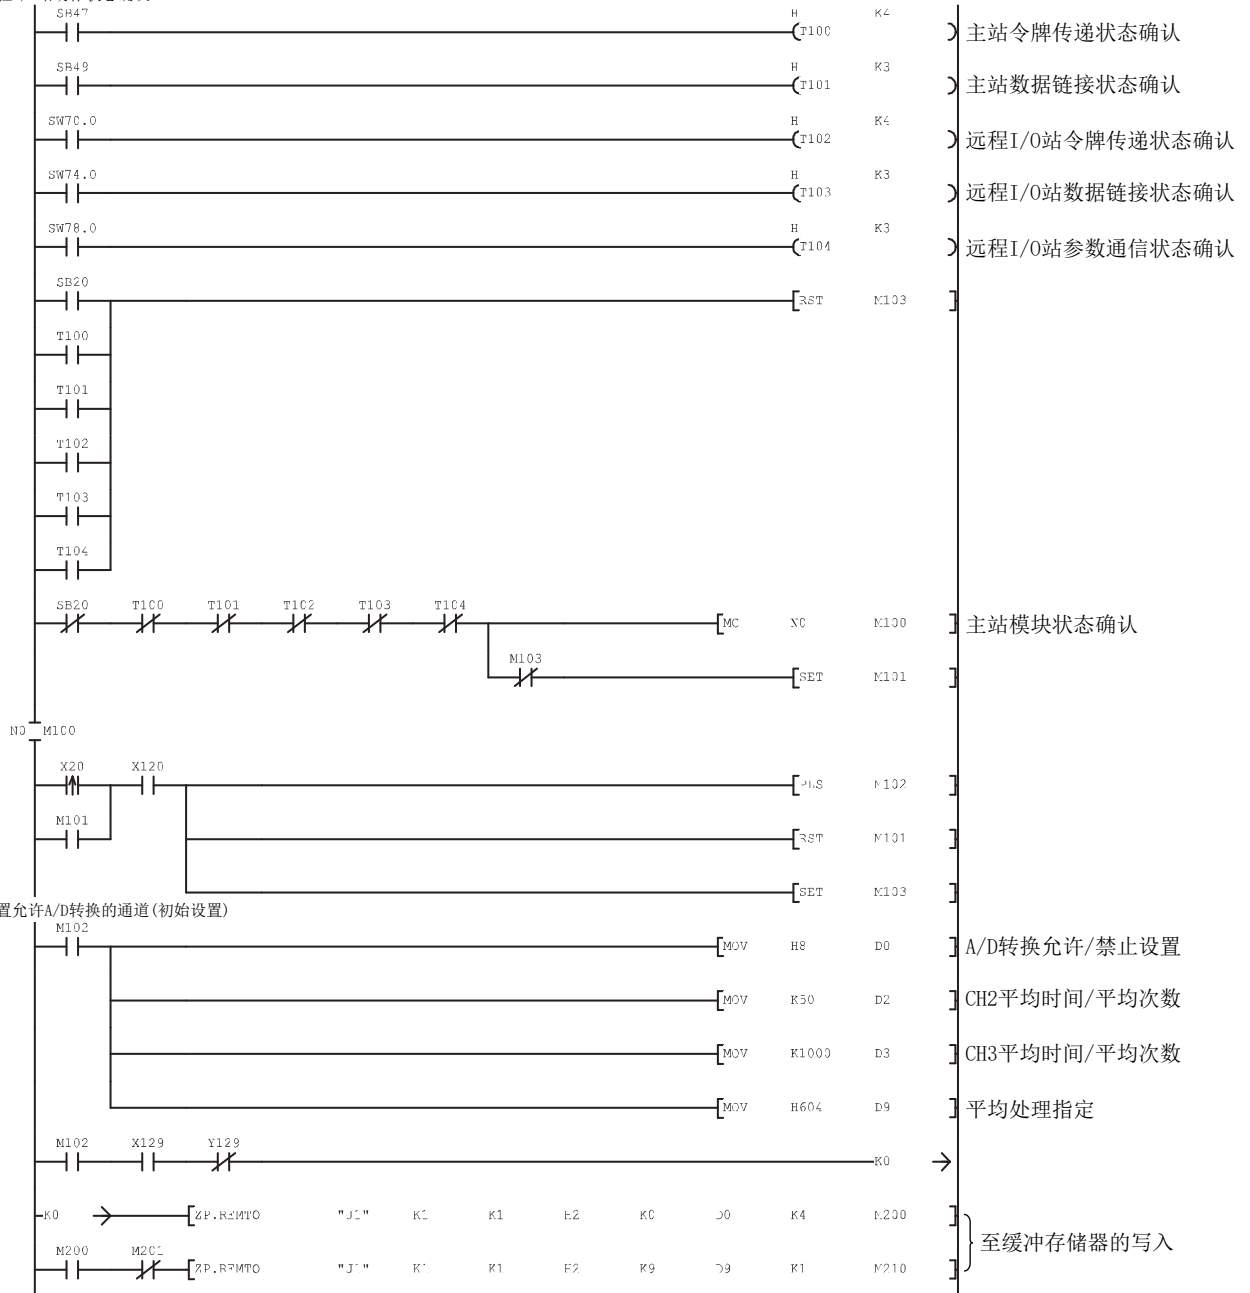 SB47 H K4
T100 主站令牌传递状态确认
SB49 H K3
T101 主站数据链接状态确认
SW70.0 H K4
T102 远程I/O站令牌传递状态确认
SW74.0 H K3
T103 远程I/O站数据链接状态确认
SW78.0 H K3
T104 远程I/O站参数通信状态确认
SB20
RST M103
T100
T101
T102
T103
T104
SB20 T100 T101 T102 T103 T104
MC N0 M100 主站模块状态确认
M103
SET M101
N0 M100
X20 X120
PLS M102
M101
RST M101
SET M103
置允许A/D转换的通道(初始设置)
M102
MOV H8 D0 A/D转换允许/禁止设置
MOV K50 D2 CH2平均时间/平均次数
MOV K1000 D3 CH3平均时间/平均次数
MOV H604 D9 平均处理指定
M102 X129 Y129
K0
K0 ZP.REMTO "J1" K1 K1 H2 K0 D0 K4 M200
至缓冲存储器的写入
M200 M201
ZP.REMTO "J1" K1 K1 H2 K9 D9 K1 M210